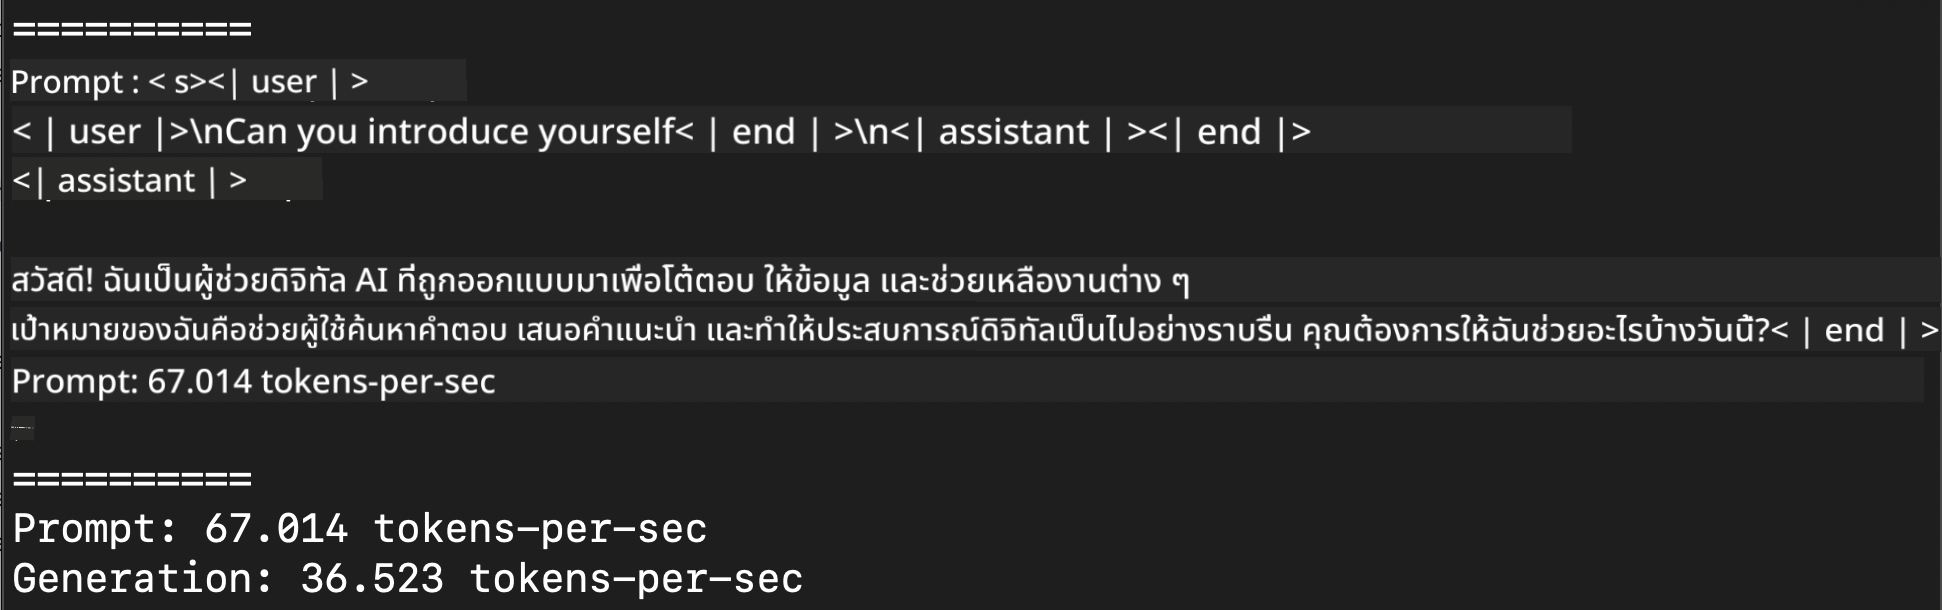 ==========
Prompt : < s><| user | >
< | user |>\nCan you introduce yourself< | end | >\n<| assistant | ><| end |>
<| assistant | >
สวัสดี! ฉันเป็นผู้ช่วยดิจิทัล AI ที่ถูกออกแบบมาเพื่อโต้ตอบ ให้ข้อมูล และช่วยเหลืองานต่าง ๆ
เป้าหมายของฉันคือช่วยผู้ใช้ค้นหาคำตอบ เสนอคำแนะนำ และทำให้ประสบการณ์ดิจิทัลเป็นไปอย่างราบรื่น คุณต้องการให้ฉันช่วยอะไรบ้างวันนี้?< | end | >
Prompt: 67.014 tokens-per-sec
==========
Prompt: 67.014 tokens-per-sec
Generation: 36.523 tokens-per-sec